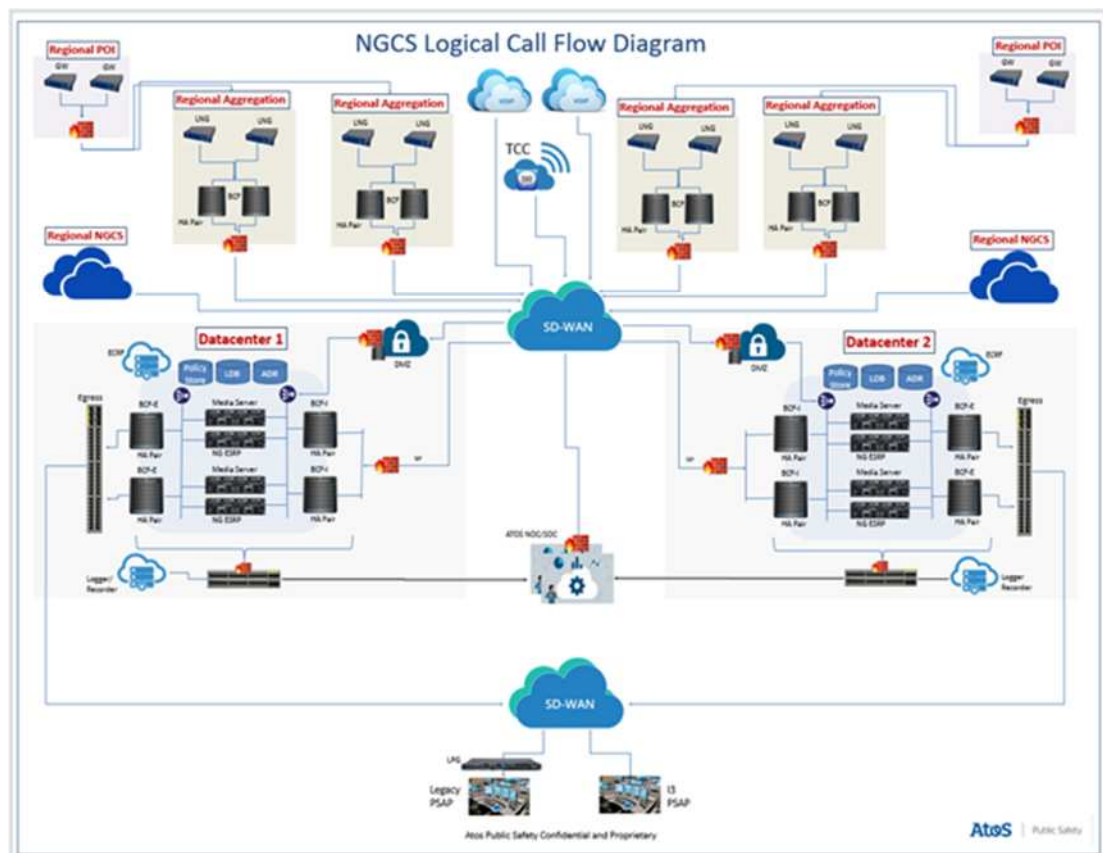 NGCS Logical Call Flow Diagram
Regional POI
GW GW
Regional Aggregation
LNG LNG
BCF
HA Pair
Regional Aggregation
LNG LNG
BCF
HA Pair
VOIP
VOIP
TCC
Regional Aggregation
LNG LNG
BCF
HA Pair
Regional Aggregation
LNG LNG
BCF
HA Pair
Regional POI
GW GW
Regional NGCS
Regional NGCS
SD-WAN
Datacenter 1
ECRF
Policy
Store
LDB
ADR
DMZ
Egress
BCF-E
HA Pair
BCF-E
HA Pair
Media Server
NG ESRP
Media Server
NG ESRP
BCF-I
HA Pair
BCF-I
HA Pair
Logger/
Recorder
DMZ
Datacenter 2
ECRF
Policy
Store
LDB
ADR
Egress
BCF-I
HA Pair
BCF-I
HA Pair
Media Server
NG ESRP
Media Server
NG ESRP
BCF-E
HA Pair
BCF-E
HA Pair
Logger
Recorder
ATOS NOC/SOC
SD-WAN
LPG
Legacy
PSAP
I3
PSAP
Atos Public Safety Confidential and Proprietary
Atos | Public Safety